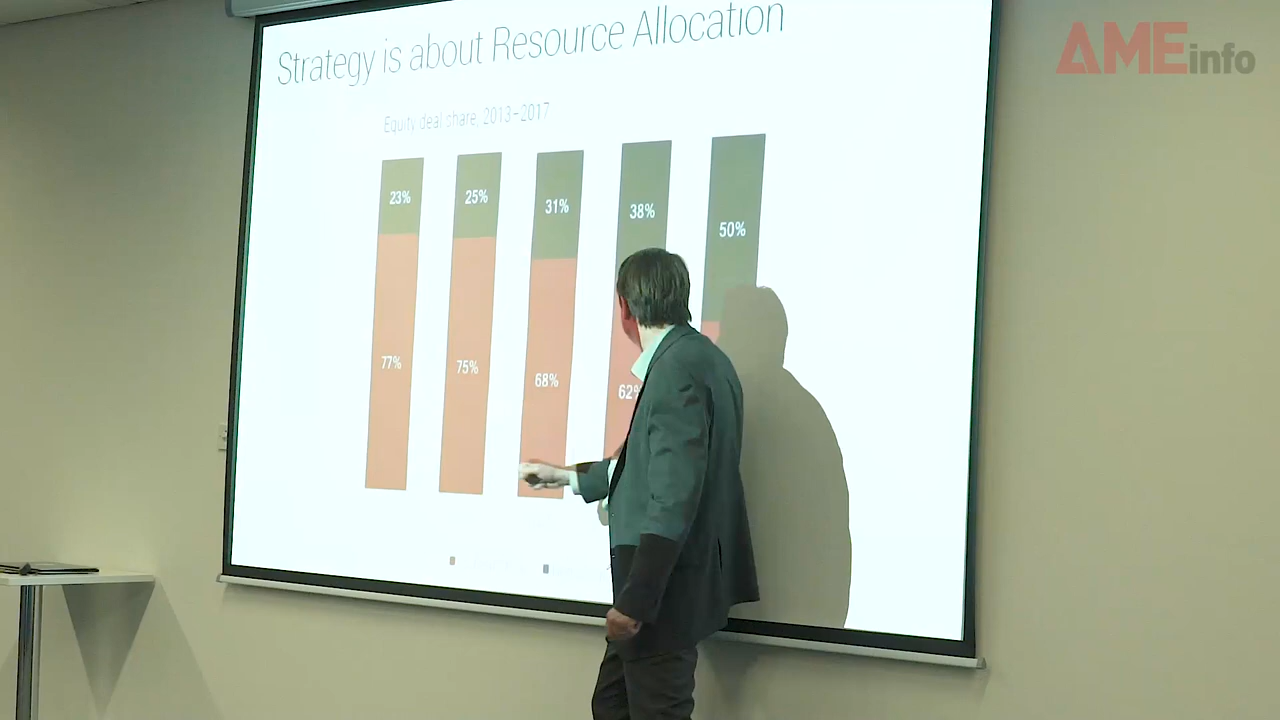 Strategy is about Resource Allocation
AMEinfo
Equity deal share, 2013–2017
23%
25%
31%
38%
50%
77%
75%
68%